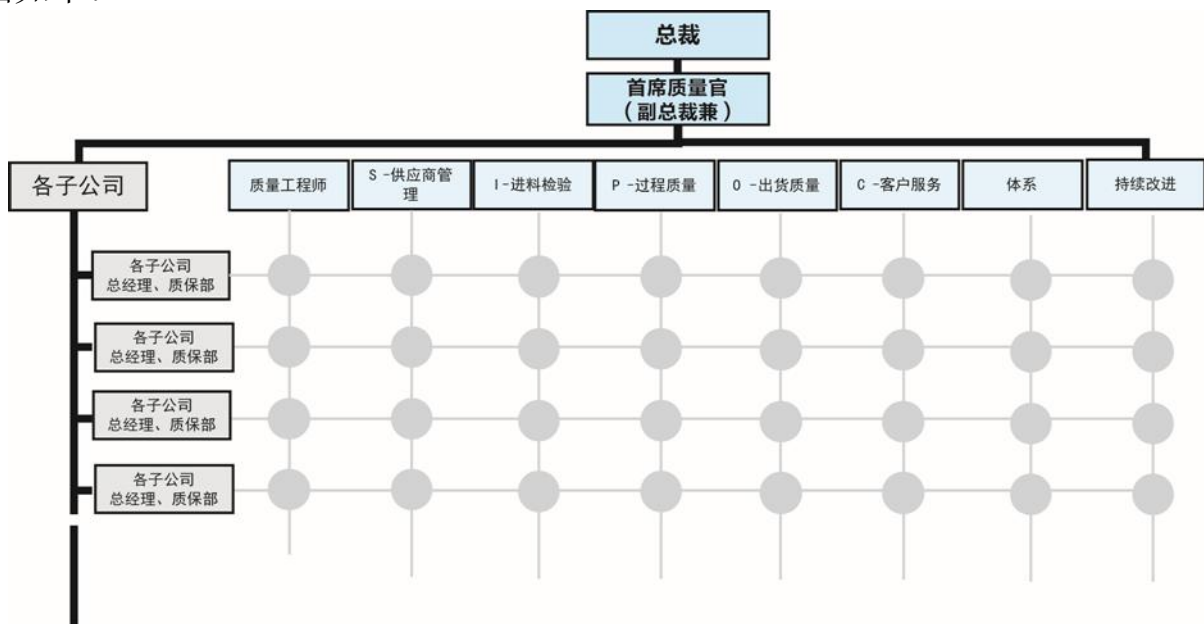 总裁
首席质量官
（副总裁兼）
各子公司
质量工程师
S -供应商管
理
I-进料检验
P -过程质量
O -出货质量
C -客户服务
体系
持续改进
各子公司
总经理、质保部
各子公司
总经理、质保部
各子公司
总经理、质保部
各子公司
总经理、质保部